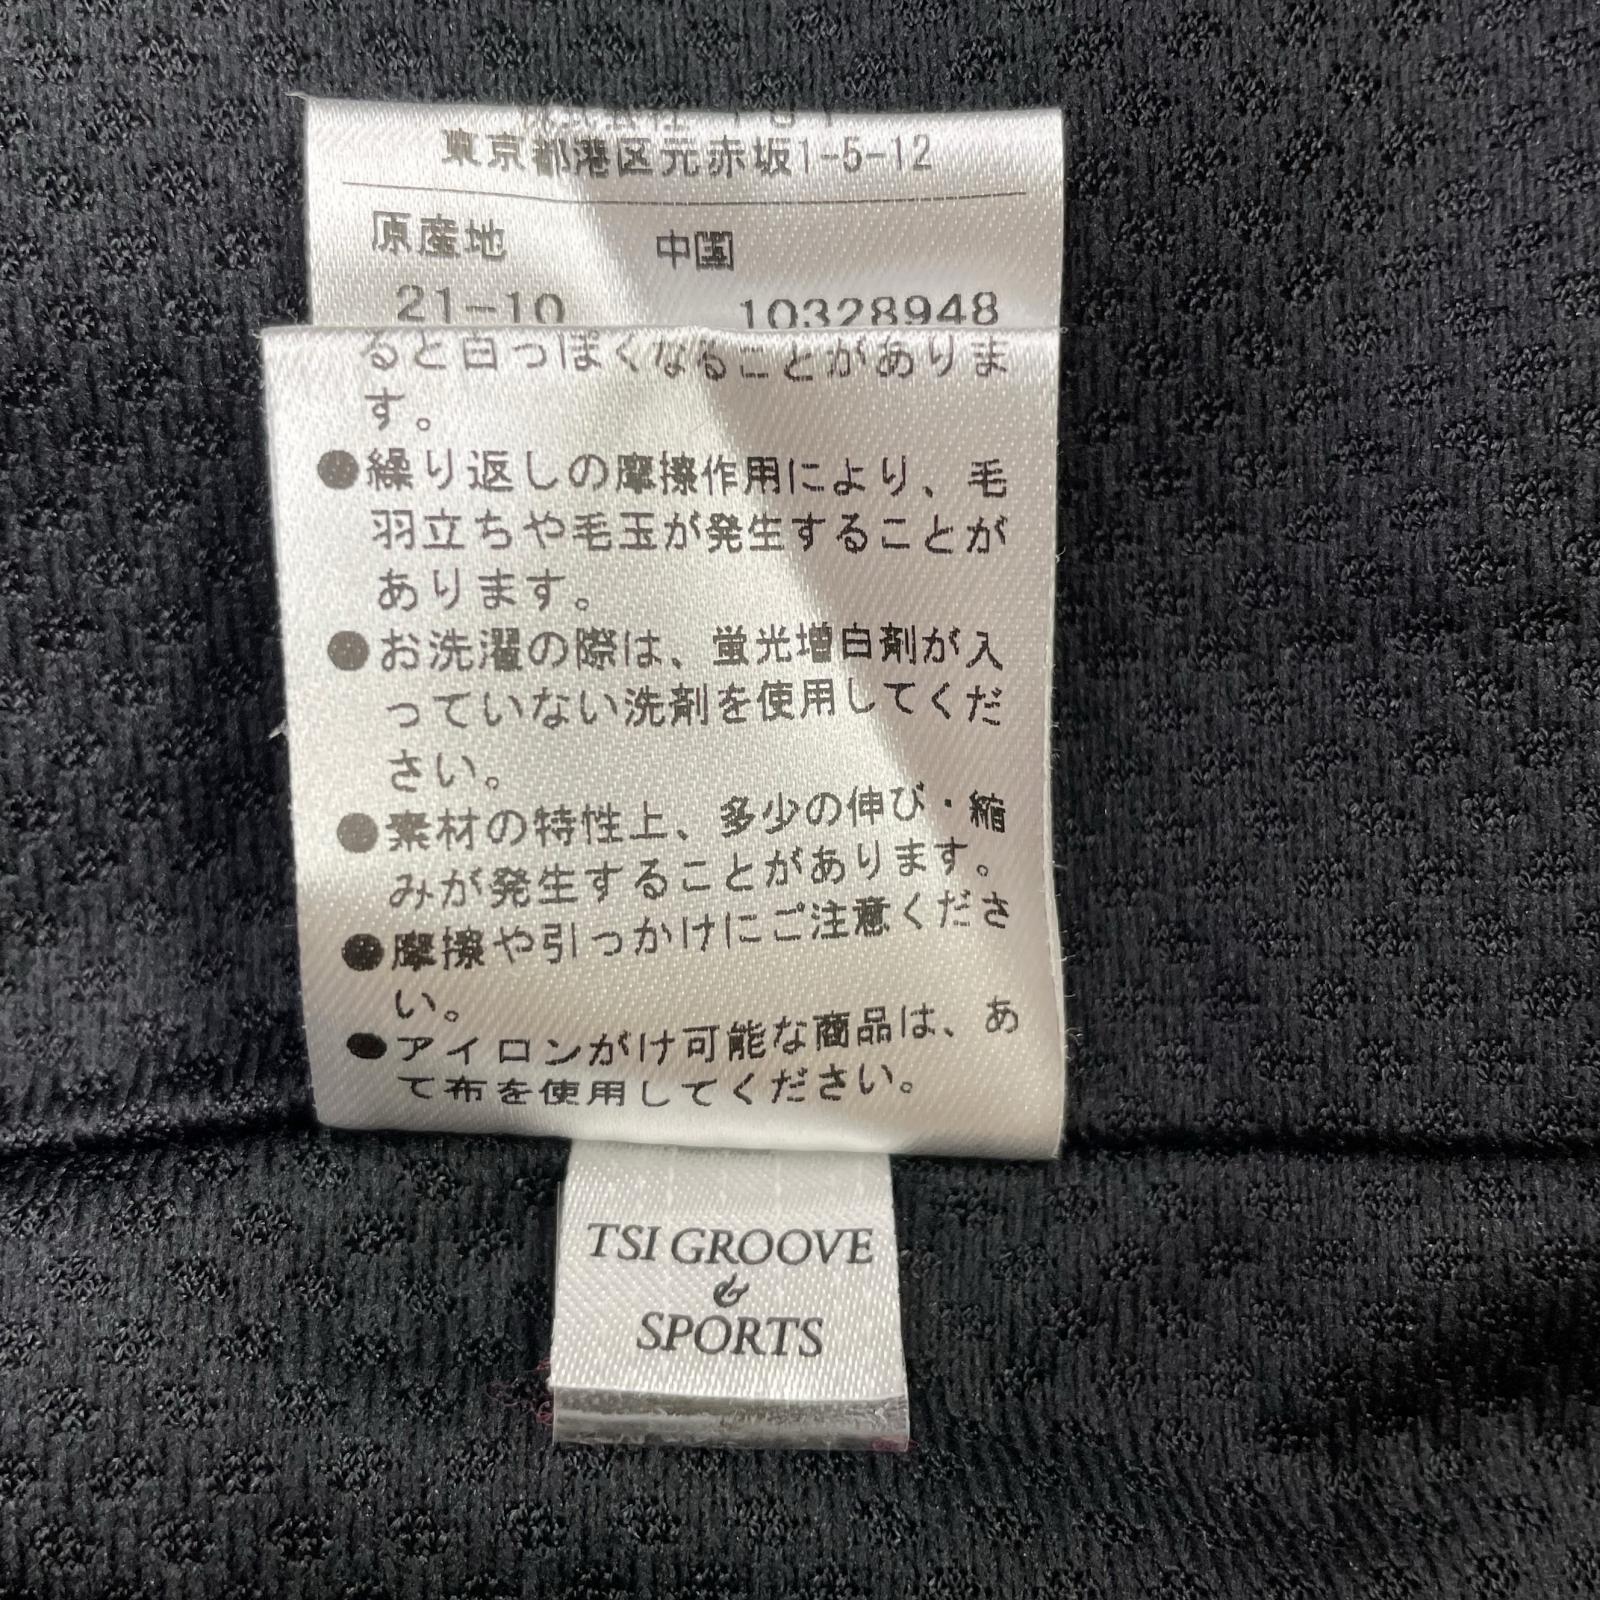 株式会社TSI
東京都港区元赤坂1-5-12
原産地 中国
21-10 10328948
ると白っぽくなることがありま
す。
●繰り返しの摩擦作用により、毛
羽立ちや毛玉が発生することが
あります。
●お洗濯の際は、蛍光増白剤が入
っていない洗剤を使用してくだ
さい。
●素材の特性上、多少の伸び・縮
みが発生することがあります。
●摩擦や引っかけにご注意くださ
い。
●アイロンがけ可能な商品は、あ
て布を使用してください。
TSI GROOVE
&
SPORTS